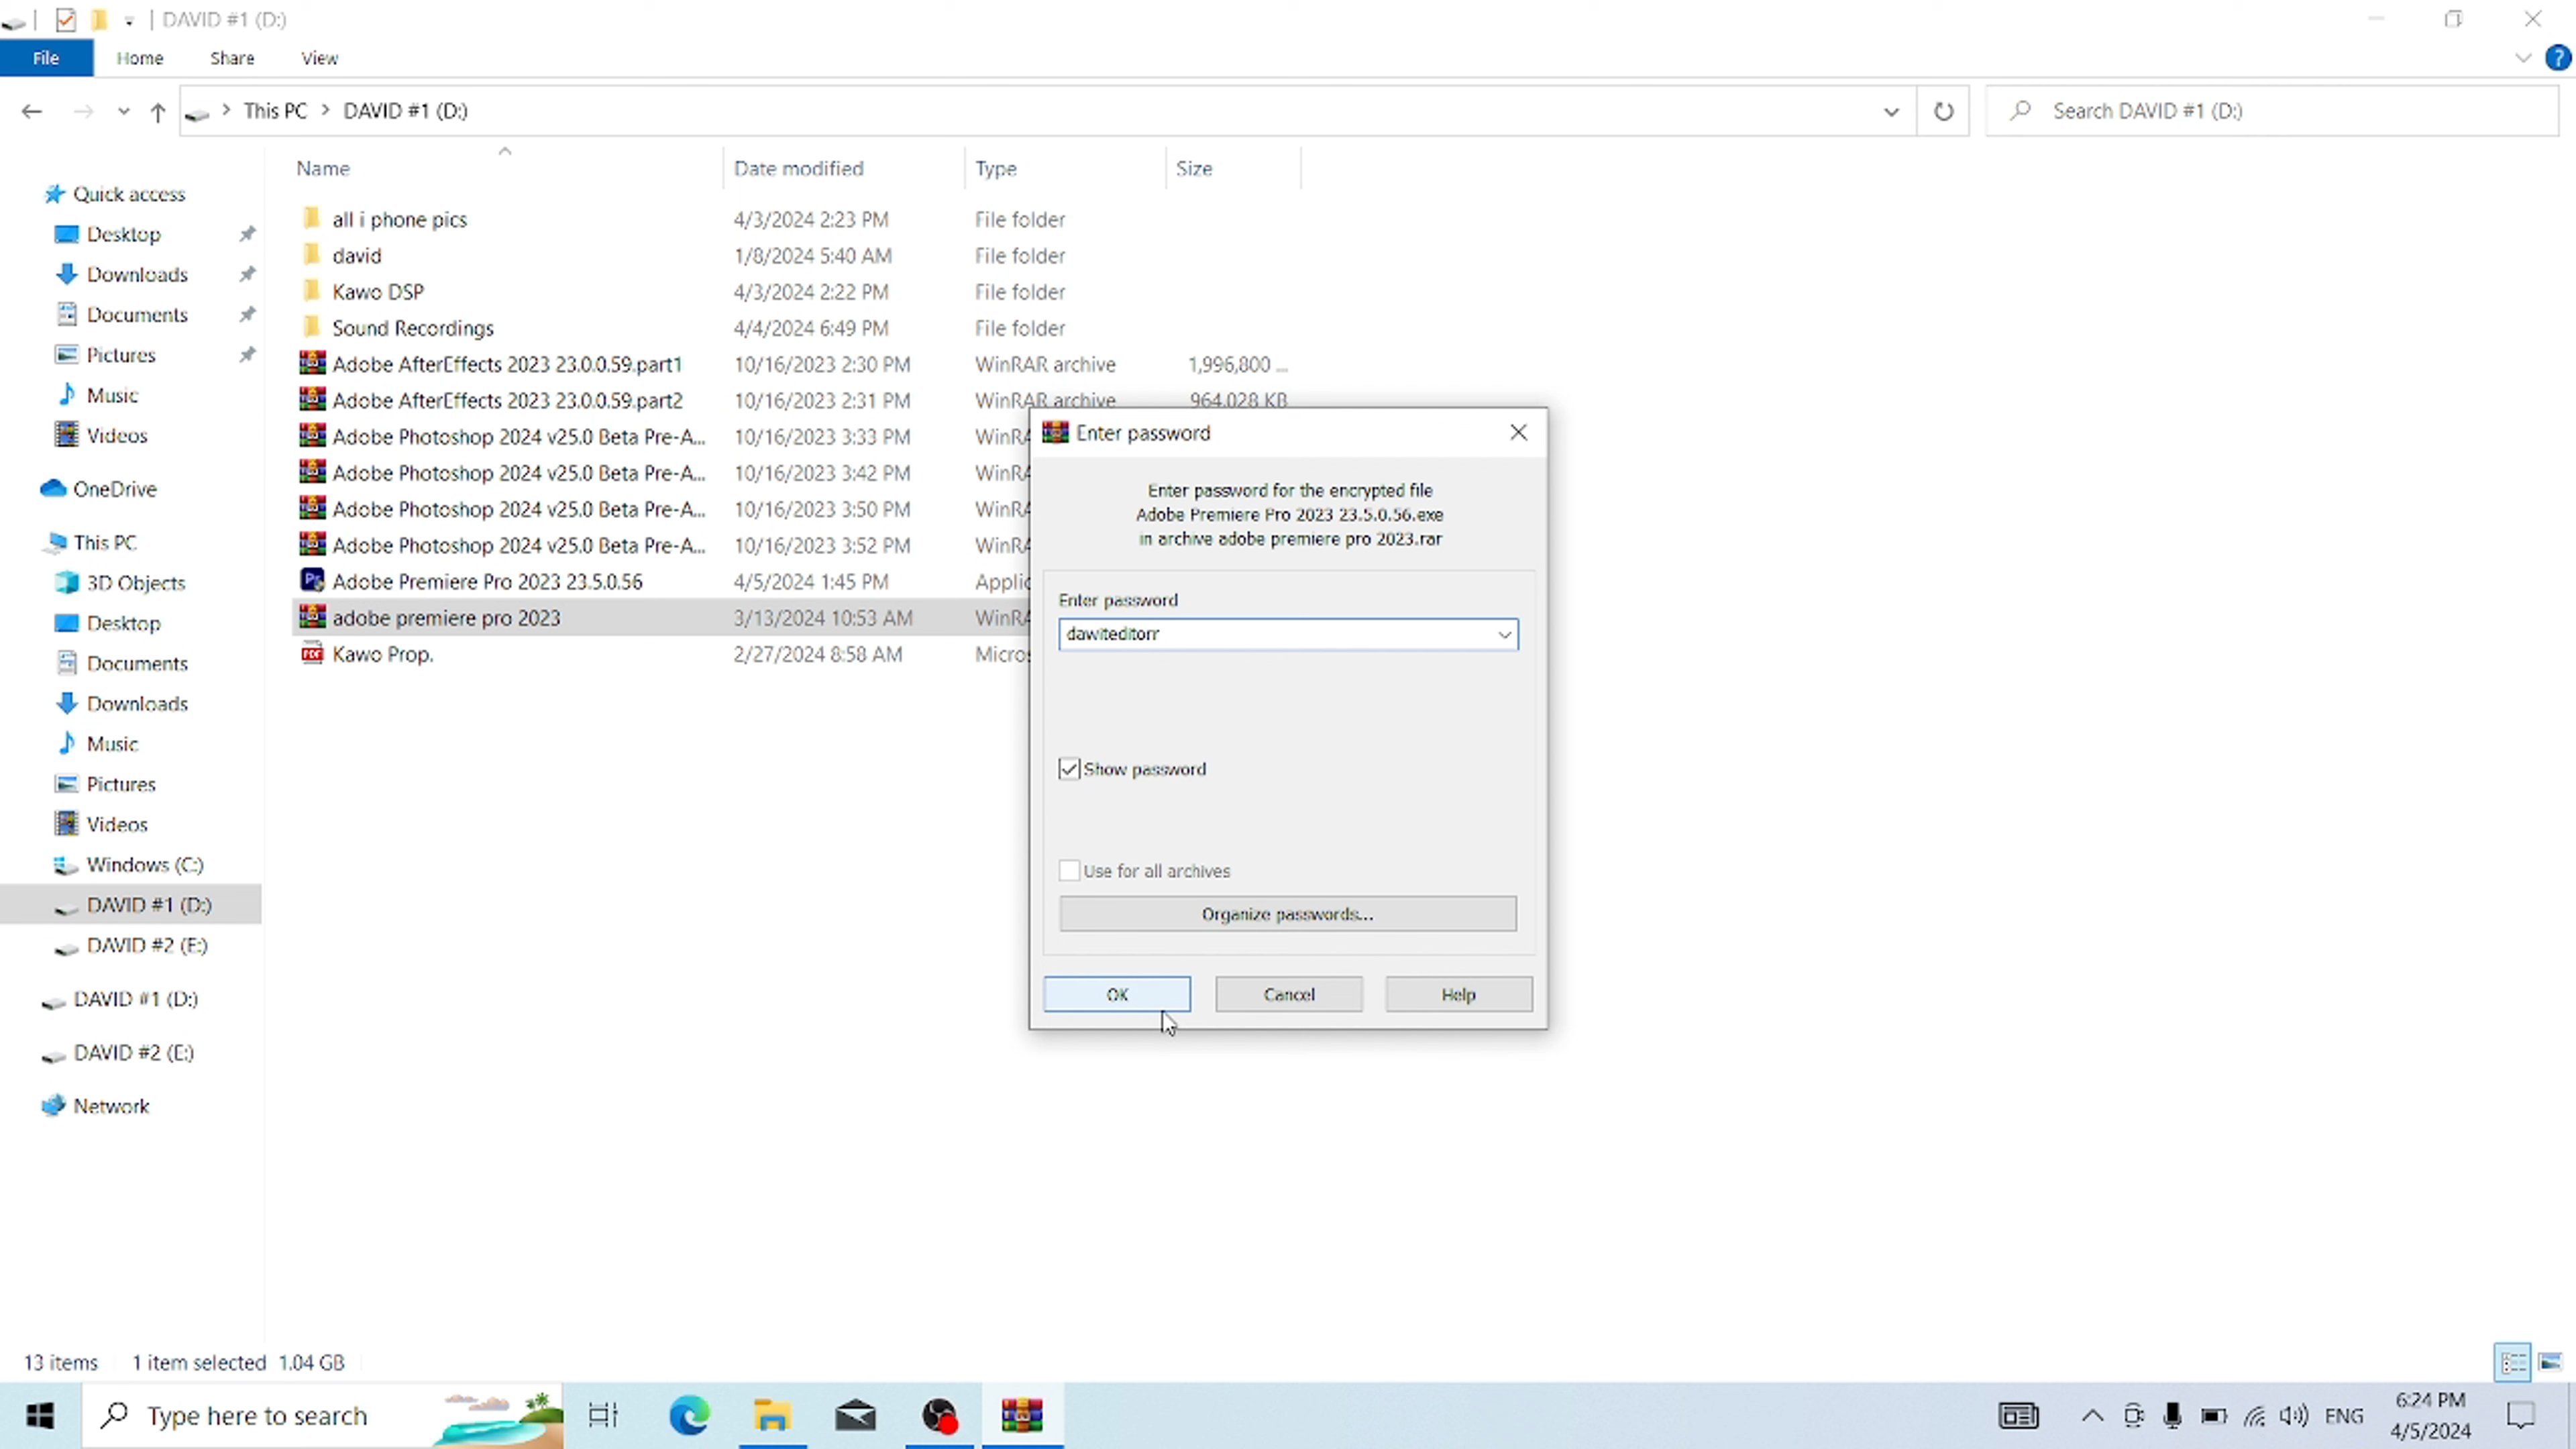 DAVID #1 (D:)
File Home Share View
This PC DAVID #1 (D:)
Search DAVID #1 (D:)
Name Date modified Type Size
Quick access
Desktop
Downloads
Documents
Pictures
Music
Videos
OneDrive
This PC
3D Objects
Desktop
Documents
Downloads
Music
Pictures
Videos
Windows (C:)
DAVID #1 (D:)
DAVID #2 (E:)
DAVID #1 (D:)
DAVID #2 (E:)
Network
all i phone pics 4/3/2024 2:23 PM File folder
david 1/8/2024 5:40 AM File folder
Kawo DSP 4/3/2024 2:22 PM File folder
Sound Recordings 4/4/2024 6:49 PM File folder
Adobe AfterEffects 2023 23.0.0.59.part1 10/16/2023 2:30 PM WinRAR archive 1,996,800 ...
Adobe AfterEffects 2023 23.0.0.59.part2 10/16/2023 2:31 PM WinRAR archive 964,028 KB
Adobe Photoshop 2024 v25.0 Beta Pre-A... 10/16/2023 3:33 PM WinRA
Adobe Photoshop 2024 v25.0 Beta Pre-A... 10/16/2023 3:42 PM WinRA
Adobe Photoshop 2024 v25.0 Beta Pre-A... 10/16/2023 3:50 PM WinRA
Adobe Photoshop 2024 v25.0 Beta Pre-A... 10/16/2023 3:52 PM WinRA
Adobe Premiere Pro 2023 23.5.0.56 4/5/2024 1:45 PM Applic
adobe premiere pro 2023 3/13/2024 10:53 AM WinRA
Kawo Prop. 2/27/2024 8:58 AM Micros
Enter password
Enter password for the encrypted file
Adobe Premiere Pro 2023 23.5.0.56.exe
in archive adobe premiere pro 2023.rar
Enter password
dawiteditorr
Show password
Use for all archives
Organize passwords...
OK Cancel Help
13 items 1 item selected 1.04 GB
Type here to search
ENG
6:24 PM
4/5/2024